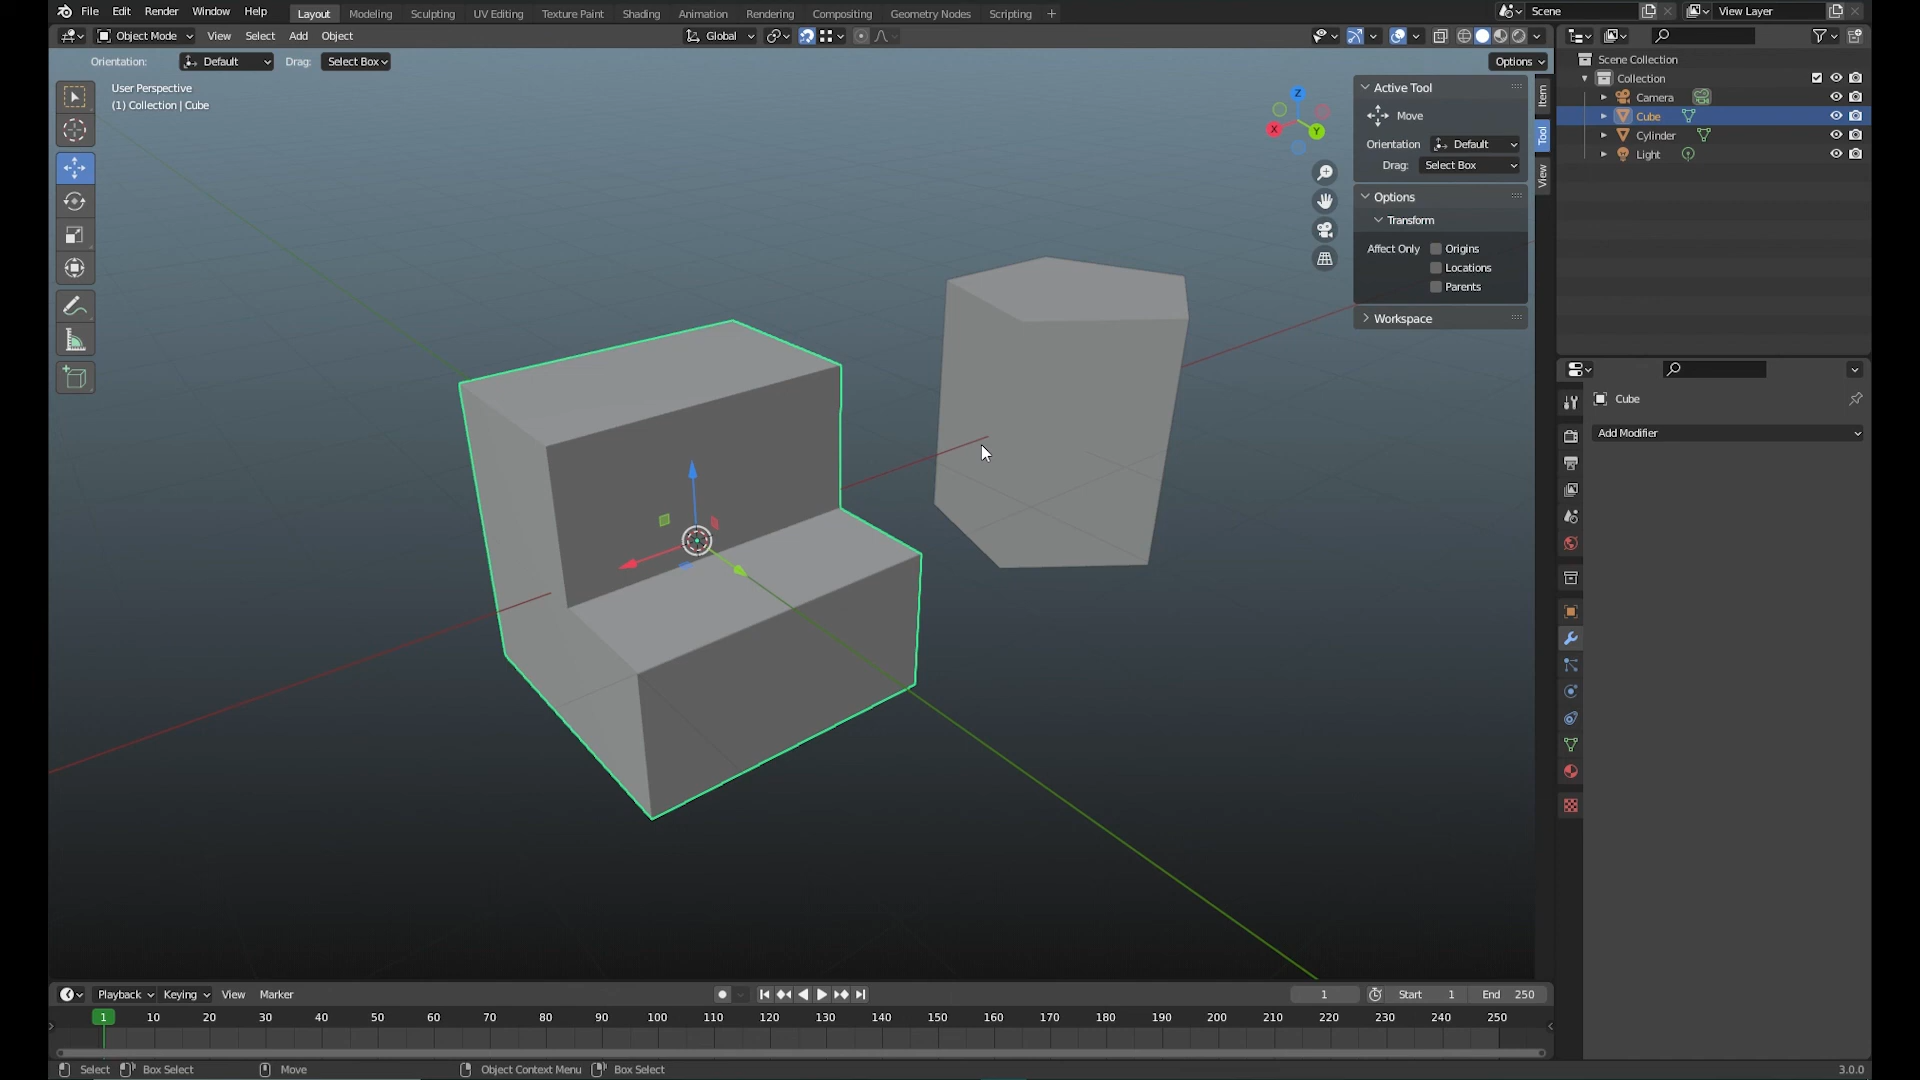 File Edit Render Window Help Layout Modeling Sculpting UV Editing Texture Paint Shading Animation Rendering Compositing Geometry Nodes Scripting + Scene View Layer
Object Mode View Select Add Object Global
Orientation: Default Drag: Select Box Options
User Perspective
(1) Collection | Cube
Z
X
Y
Active Tool
Move
Orientation Default
Drag: Select Box
Options
Transform
Affect Only Origins
Locations
Parents
Workspace
Item
Tool
View
Scene Collection
Collection
Camera
Cube
Cylinder
Light
Cube
Add Modifier
Playback Keying View Marker 1 Start 1 End 250
1 10 20 30 40 50 60 70 80 90 100 110 120 130 140 150 160 170 180 190 200 210 220 230 240 250
Select Box Select Move Object Context Menu Box Select 3.0.0